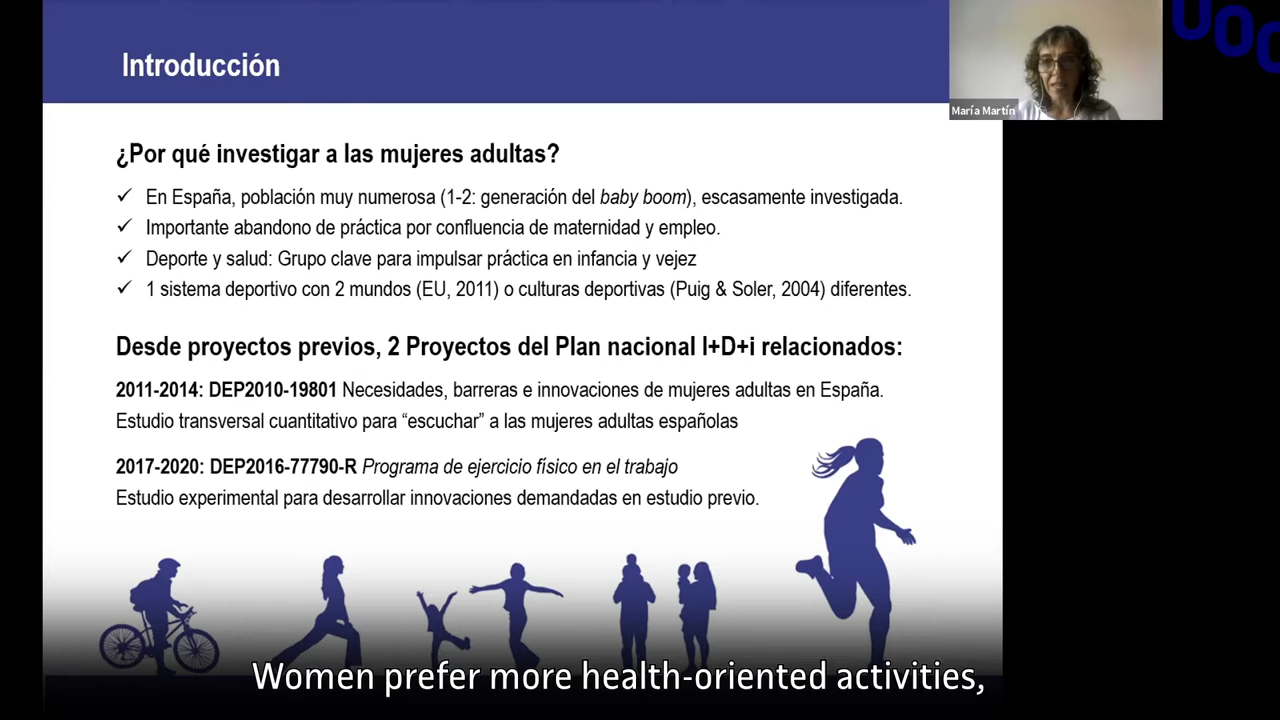 Introducción
María Martín
UOC
¿Por qué investigar a las mujeres adultas?
✓ En España, población muy numerosa (1-2: generación del baby boom), escasamente investigada.
✓ Importante abandono de práctica por confluencia de maternidad y empleo.
✓ Deporte y salud: Grupo clave para impulsar práctica en infancia y vejez
✓ 1 sistema deportivo con 2 mundos (EU, 2011) o culturas deportivas (Puig & Soler, 2004) diferentes.
Desde proyectos previos, 2 Proyectos del Plan nacional I+D+i relacionados:
2011-2014: DEP2010-19801 Necesidades, barreras e innovaciones de mujeres adultas en España.
Estudio transversal cuantitativo para “escuchar” a las mujeres adultas españolas
2017-2020: DEP2016-77790-R Programa de ejercicio físico en el trabajo
Estudio experimental para desarrollar innovaciones demandadas en estudio previo.
Women prefer more health-oriented activities,